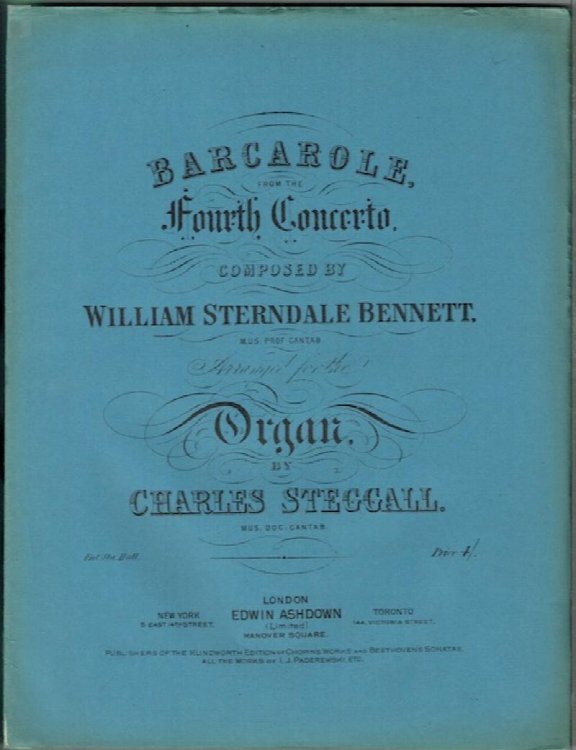 BARCAROLE,
FROM THE
Fourth Concerto,
COMPOSED BY
WILLIAM STERNDALE BENNETT,
MUS: PROF: CANTAB
Arranged for the
Organ,
BY
CHARLES STEGGALL.
MUS. DOC: CANTAB
Ent. Sta. Hall. Price 4/.
LONDON
NEW YORK EDWIN ASHDOWN TORONTO
5 EAST 14TH STREET. (Limited) 144, VICTORIA STREET.
HANOVER SQUARE.
PUBLISHERS OF THE KLINDWORTH EDITION OF CHOPINS WORKS AND BEETHOVENS SONATAS
ALL THE WORKS OF I. J. PADEREWSKI, ETC.